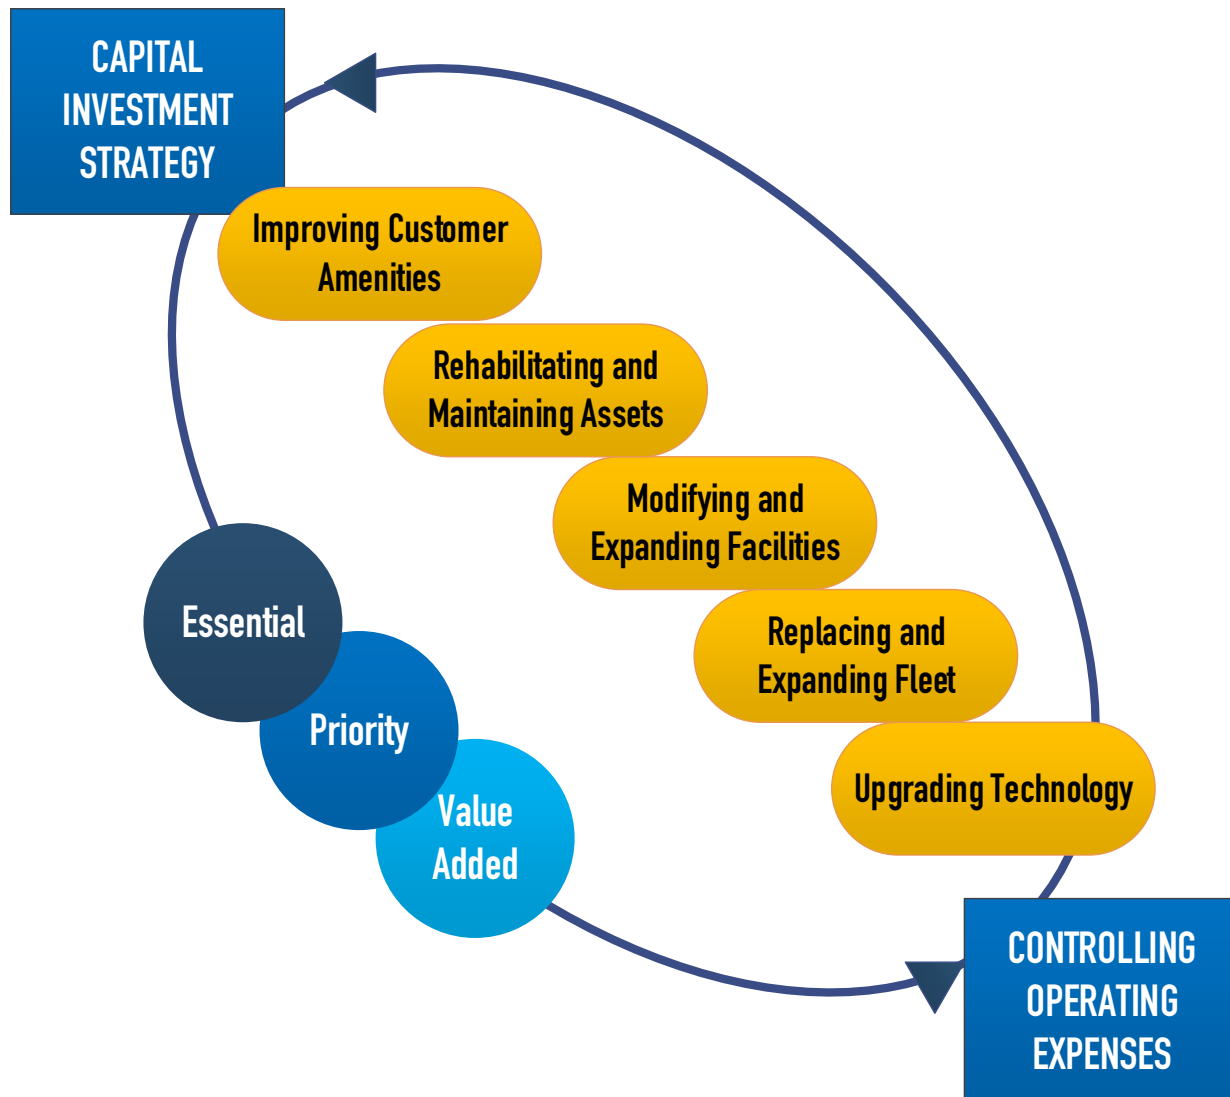 CAPITAL
INVESTMENT
STRATEGY
Improving Customer
Amenities
Rehabilitating and
Maintaining Assets
Modifying and
Expanding Facilities
Replacing and
Expanding Fleet
Upgrading Technology
Essential
Priority
Value
Added
CONTROLLING
OPERATING
EXPENSES